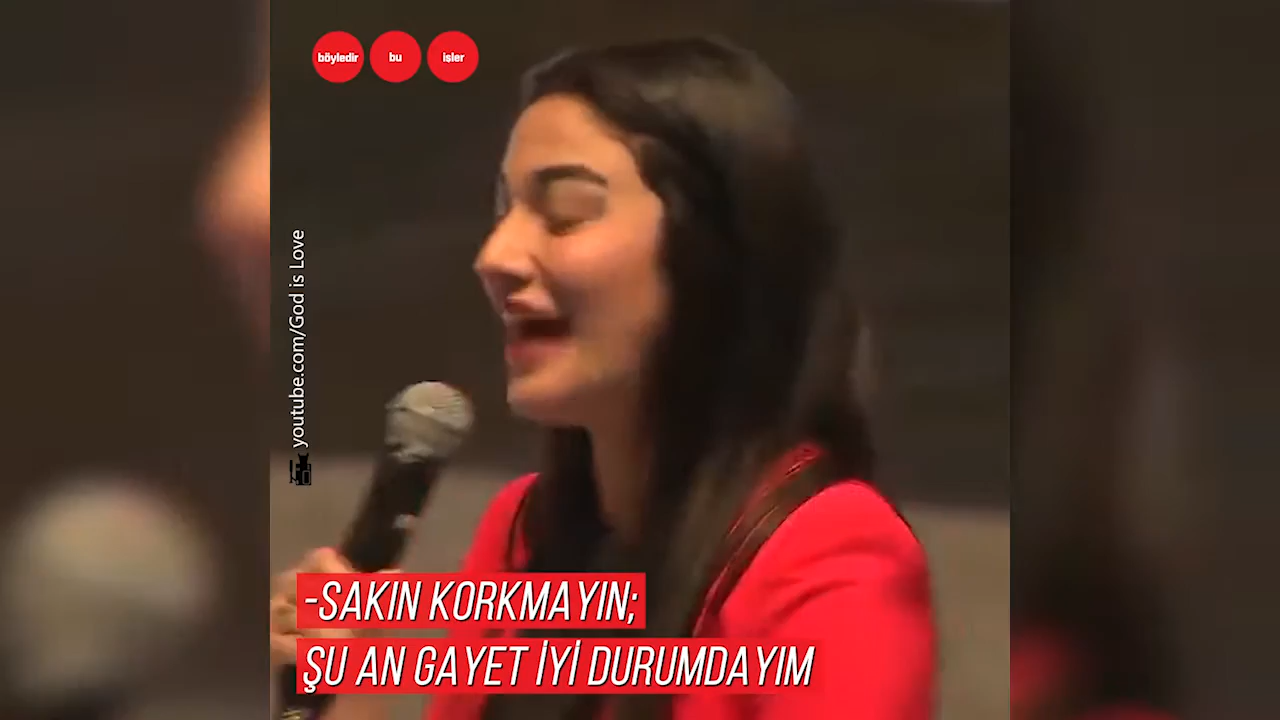 böyledir bu işler
youtube.com/God is Love
-SAKIN KORKMAYIN;
ŞU AN GAYET İYİ DURUMDAYIM